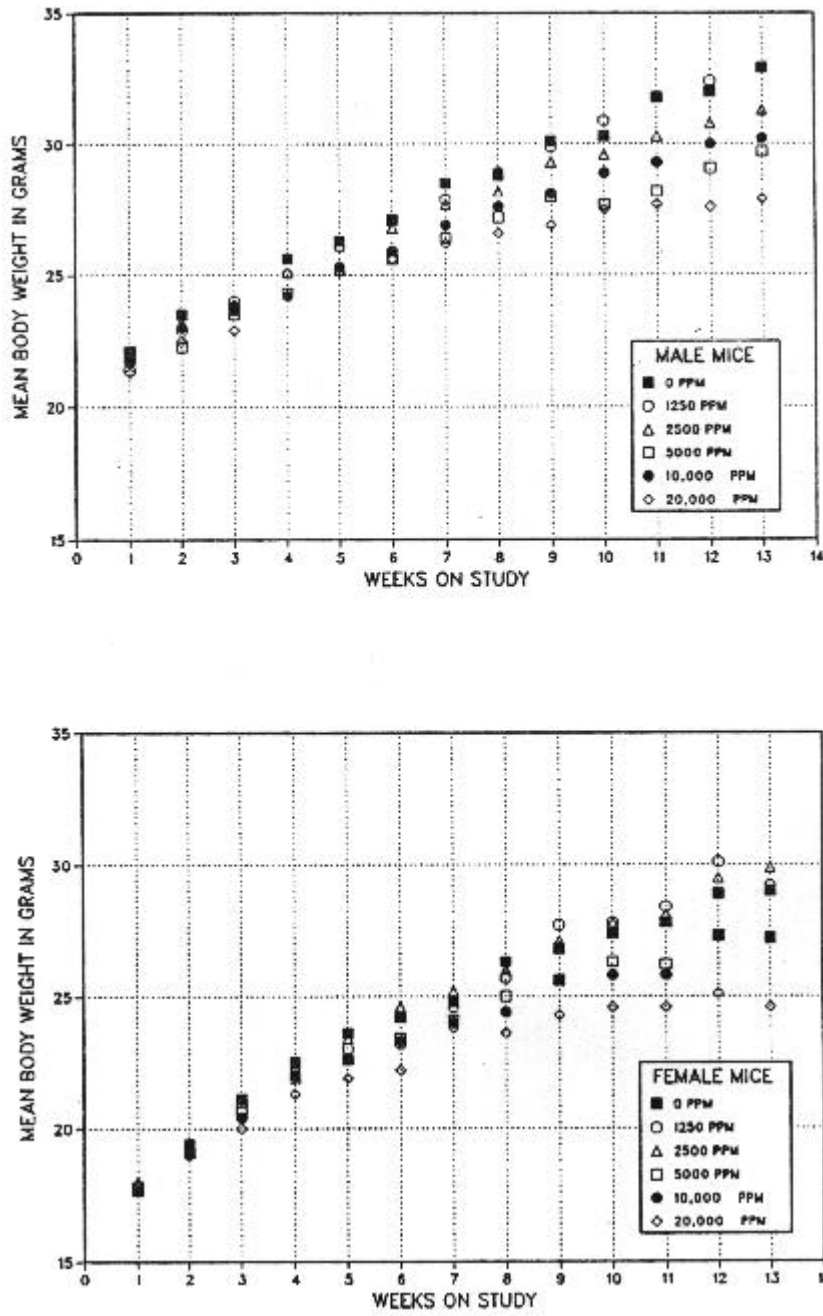 35
30
25
20
15
MEAN BODY WEIGHT IN GRAMS
0 1 2 3 4 5 6 7 8 9 10 11 12 13 14
WEEKS ON STUDY
MALE MICE
0 PPM
1250 PPM
2500 PPM
5000 PPM
10,000 PPM
20,000 PPM
35
30
25
20
15
MEAN BODY WEIGHT IN GRAMS
0 1 2 3 4 5 6 7 8 9 10 11 12 13
WEEKS ON STUDY
FEMALE MICE
0 PPM
1250 PPM
2500 PPM
5000 PPM
10,000 PPM
20,000 PPM